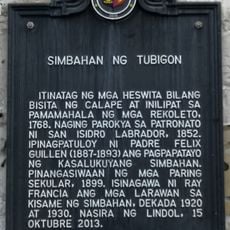 SIMBAHAN NG TUBIGON
ITINATAG NG MGA HESWITA BILANG
BISITA NG CALAPE AT INILIPAT SA
PAMAMAHALA NG MGA REKOLETO,
1768. NAGING PAROKYA SA PATRONATO
NI SAN ISIDRO LABRADOR, 1852.
IPINAGPATULOY NI PADRE FELIX
GUILLEN (1887-1893) ANG PAGPAPATAYO
NG KASALUKUYANG SIMBAHAN.
PINANGASIWAAN NG MGA PARING
SEKULAR, 1899. ISINAGAWA NI RAY
FRANCIA ANG MGA LARAWAN SA
KISAME NG SIMBAHAN, DEKADA 1920
AT 1930. NASIRA NG LINDOL, 15
OKTUBRE 2013.